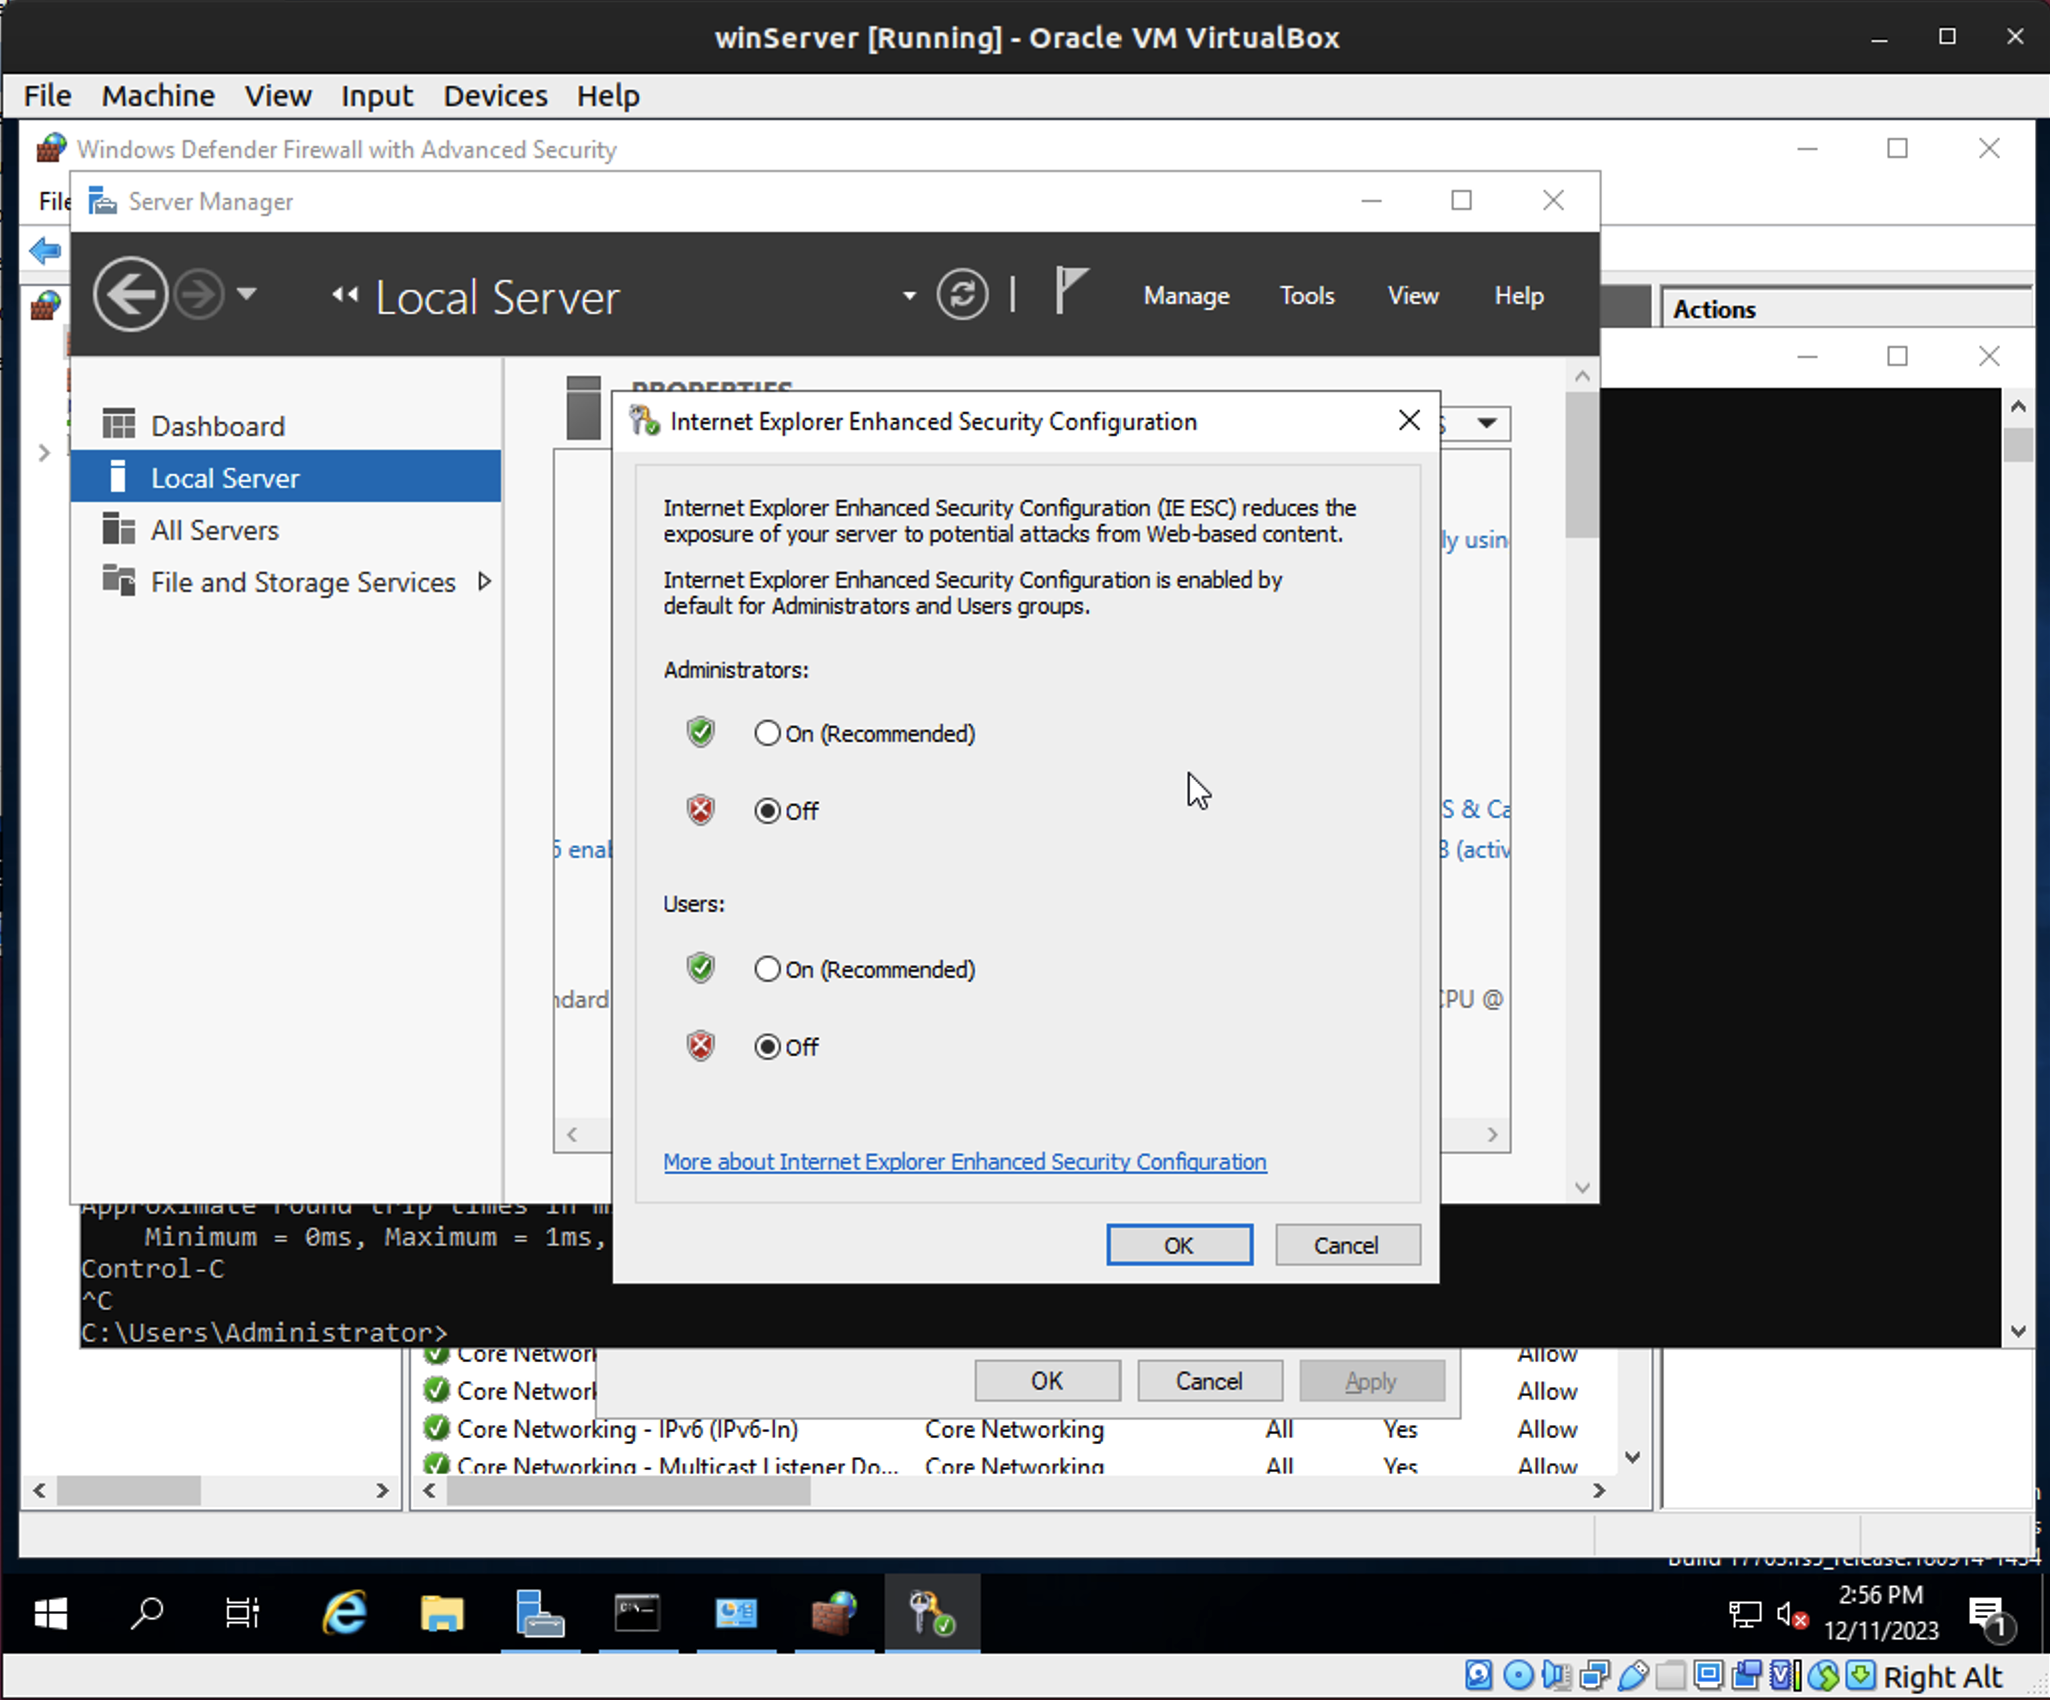 winServer [Running] - Oracle VM VirtualBox
File Machine View Input Devices Help
Windows Defender Firewall with Advanced Security
File
Server Manager
Local Server
Manage Tools View Help
Actions
Dashboard
Local Server
All Servers
File and Storage Services
PROPERTIES
Internet Explorer Enhanced Security Configuration
Internet Explorer Enhanced Security Configuration (IE ESC) reduces the
exposure of your server to potential attacks from Web-based content.
Internet Explorer Enhanced Security Configuration is enabled by
default for Administrators and Users groups.
Administrators:
On (Recommended)
Off
Users:
On (Recommended)
Off
More about Internet Explorer Enhanced Security Configuration
OK Cancel
ly usin
S & Ca
6 enab
3 (activ
ndard
CPU @
Approximate round trip times in m
Minimum = 0ms, Maximum = 1ms,
Control-C
^C
C:\Users\Administrator>
OK Cancel Apply
Core Network Allow
Core Network Allow
Core Networking - IPv6 (IPv6-In) Core Networking All Yes Allow
Core Networking - Multicast Listener Do... Core Networking All Yes Allow
Build 17763.rs5_release.180914-1434
2:56 PM
12/11/2023
1
Right Alt